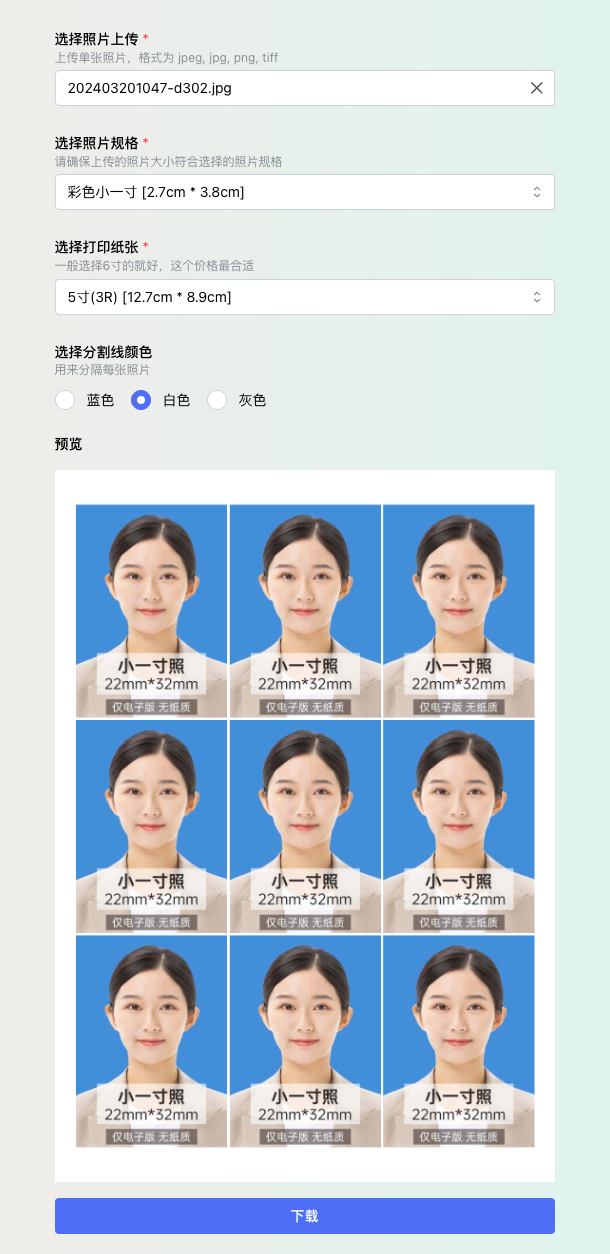 选择照片上传 *
上传单张照片，格式为 jpeg, jpg, png, tiff
202403201047-d302.jpg
选择照片规格 *
请确保上传的照片大小符合选择的照片规格
彩色小一寸 [2.7cm * 3.8cm]
选择打印纸张 *
一般选择6寸的就好，这个价格最合适
5寸(3R) [12.7cm * 8.9cm]
选择分割线颜色
用来分隔每张照片
蓝色 白色 灰色
预览
小一寸照 小一寸照 小一寸照
22mm*32mm 22mm*32mm 22mm*32mm
仅电子版 无纸质 仅电子版 无纸质 仅电子版 无纸质
小一寸照 小一寸照 小一寸照
22mm*32mm 22mm*32mm 22mm*32mm
仅电子版 无纸质 仅电子版 无纸质 仅电子版 无纸质
小一寸照 小一寸照 小一寸照
22mm*32mm 22mm*32mm 22mm*32mm
仅电子版 无纸质 仅电子版 无纸质 仅电子版 无纸质
下载